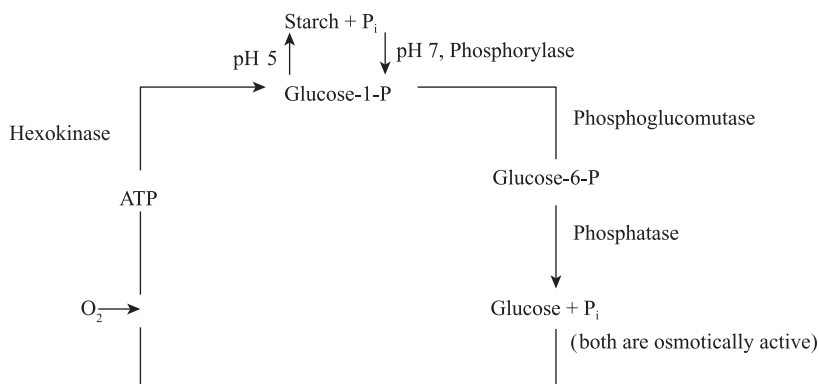 Starch + Pᵢ
pH 5
pH 7, Phosphorylase
Glucose-1-P
Hexokinase
Phosphoglucomutase
Glucose-6-P
ATP
Phosphatase
O₂
Glucose + Pᵢ
(both are osmotically active)